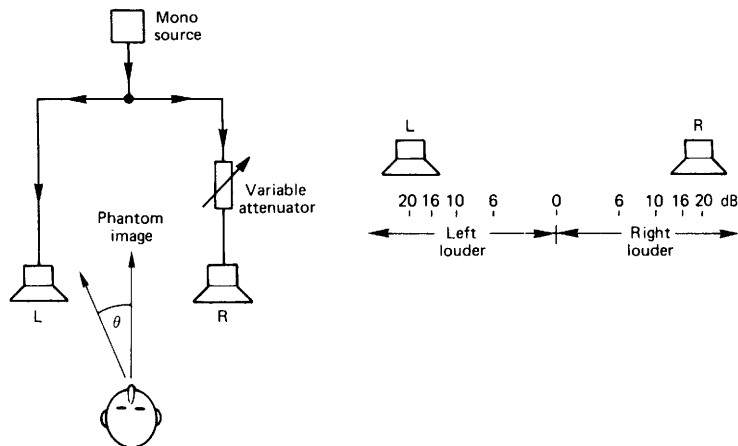 Mono
source
Variable
attenuator
Phantom
image
L
R
θ
L
R
20 16 10 6 0 6 10 16 20 dB
Left
louder
Right
louder